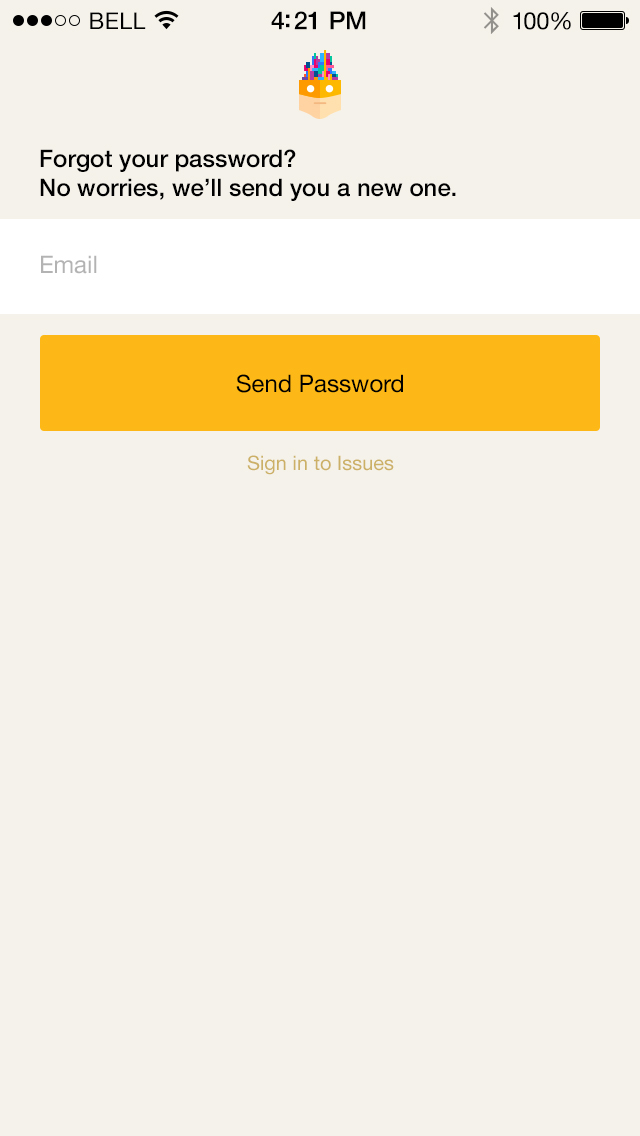 BELL 4:21 PM 100%
Forgot your password?
No worries, we’ll send you a new one.
Email
Send Password
Sign in to Issues